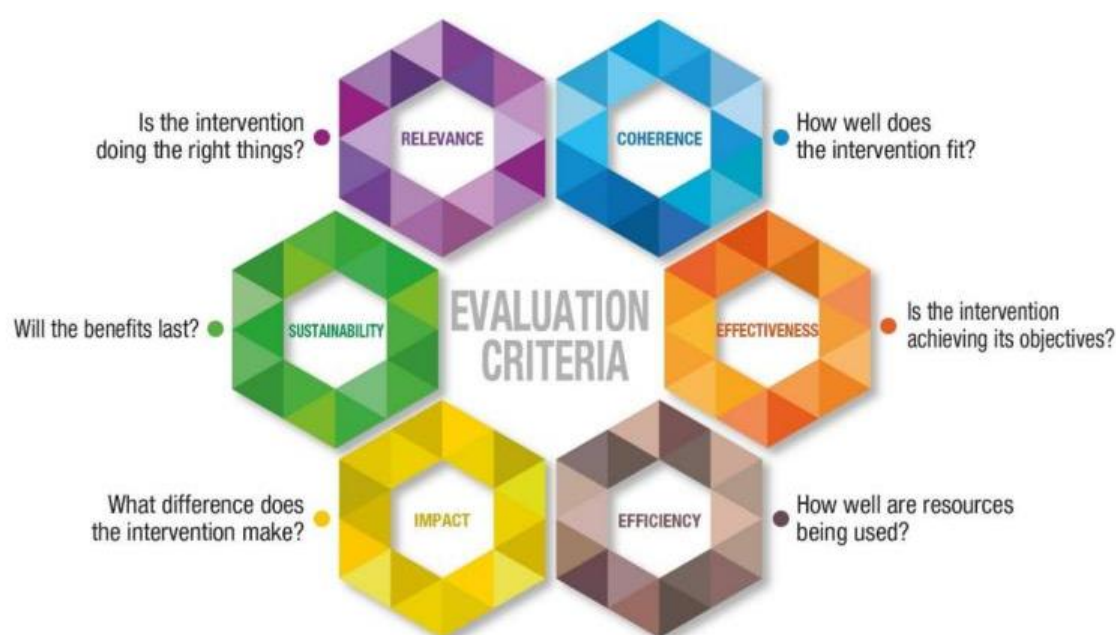 Is the intervention
doing the right things?
RELEVANCE
COHERENCE
How well does
the intervention fit?
Will the benefits last?
SUSTAINABILITY
EVALUATION
CRITERIA
EFFECTIVENESS
Is the intervention
achieving its objectives?
What difference does
the intervention make?
IMPACT
EFFICIENCY
How well are resources
being used?